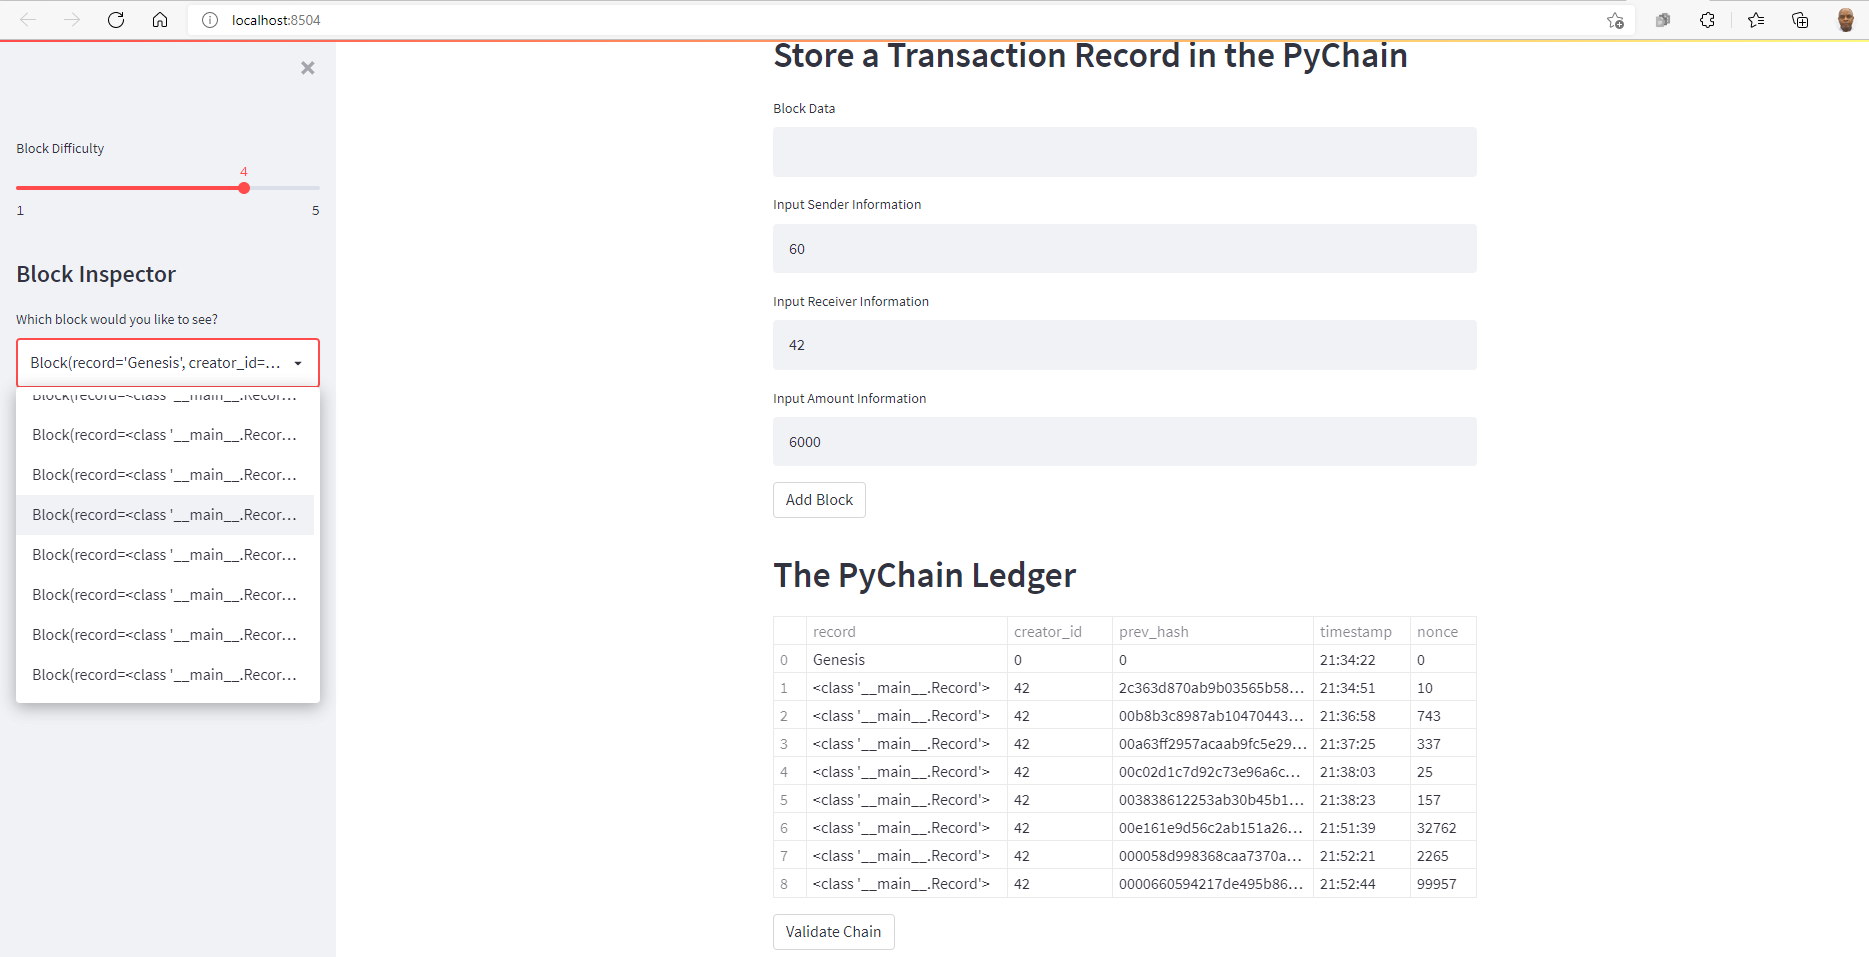 localhost:8504
Block Difficulty
4
1 5
Block Inspector
Which block would you like to see?
Block(record='Genesis', creator_id=...
Block(record=<class '__main__.Recor...
Block(record=<class '__main__.Recor...
Block(record=<class '__main__.Recor...
Block(record=<class '__main__.Recor...
Block(record=<class '__main__.Recor...
Block(record=<class '__main__.Recor...
Block(record=<class '__main__.Recor...
Block(record=<class '__main__.Recor...
Store a Transaction Record in the PyChain
Block Data
Input Sender Information
60
Input Receiver Information
42
Input Amount Information
6000
Add Block
The PyChain Ledger
record creator_id prev_hash timestamp nonce
0 Genesis 0 0 21:34:22 0
1 <class '__main__.Record'> 42 2c363d870ab9b03565b58... 21:34:51 10
2 <class '__main__.Record'> 42 00b8b3c8987ab10470443... 21:36:58 743
3 <class '__main__.Record'> 42 00a63ff2957acaab9fc5e29... 21:37:25 337
4 <class '__main__.Record'> 42 00c02d1c7d92c73e96a6c... 21:38:03 25
5 <class '__main__.Record'> 42 003838612253ab30b45b1... 21:38:23 157
6 <class '__main__.Record'> 42 00e161e9d56c2ab151a26... 21:51:39 32762
7 <class '__main__.Record'> 42 000058d998368caa7370a... 21:52:21 2265
8 <class '__main__.Record'> 42 0000660594217de495b86... 21:52:44 99957
Validate Chain